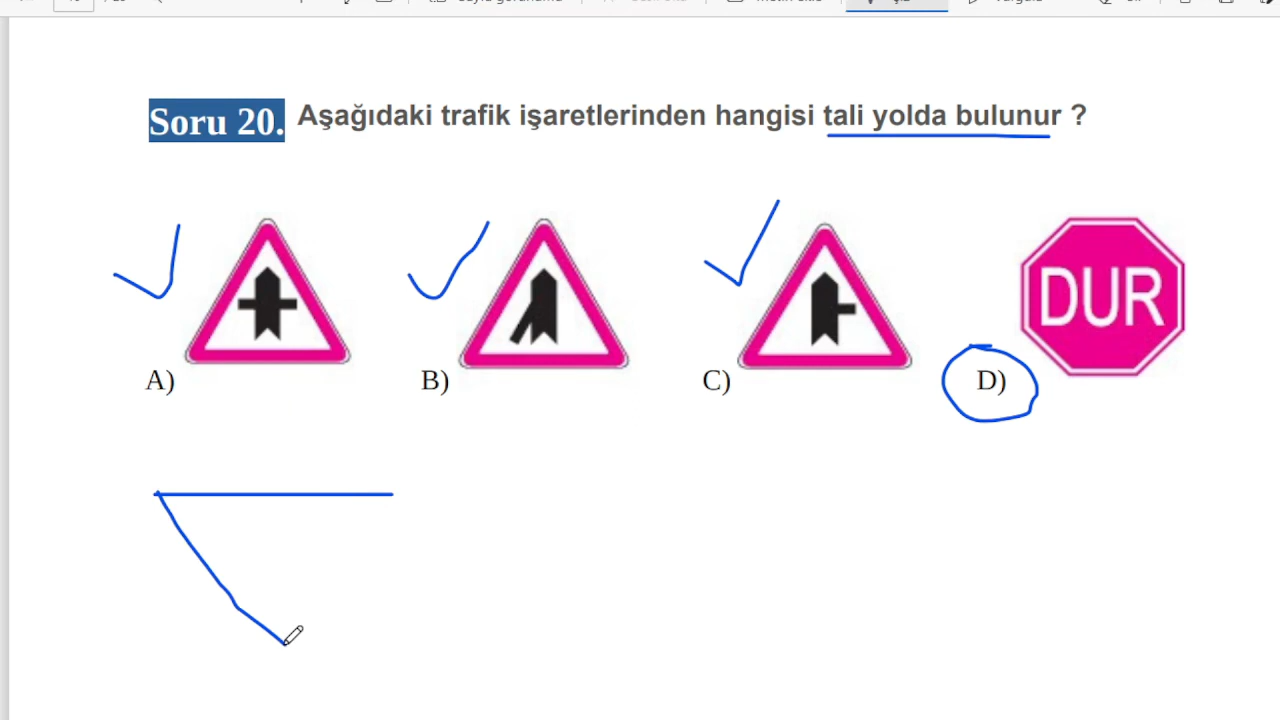 Soru 20. Aşağıdaki trafik işaretlerinden hangisi tali yolda bulunur ?
DUR
A) B) C) D)